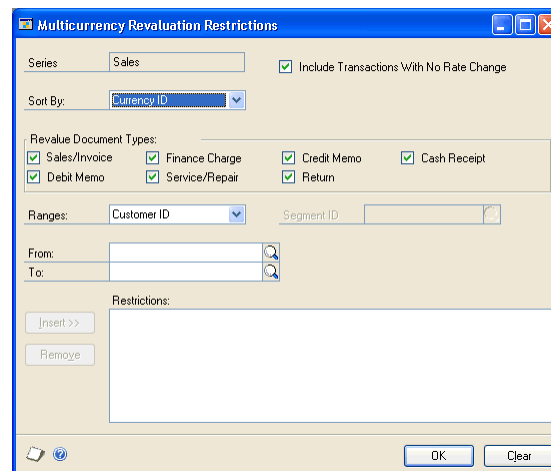 Multicurrency Revaluation Restrictions
Series Sales Include Transactions With No Rate Change
Sort By: Currency ID
Revalue Document Types:
Sales/Invoice Finance Charge Credit Memo Cash Receipt
Debit Memo Service/Repair Return
Ranges: Customer ID Segment ID
From:
To:
Restrictions:
Insert >>
Remove
OK Clear